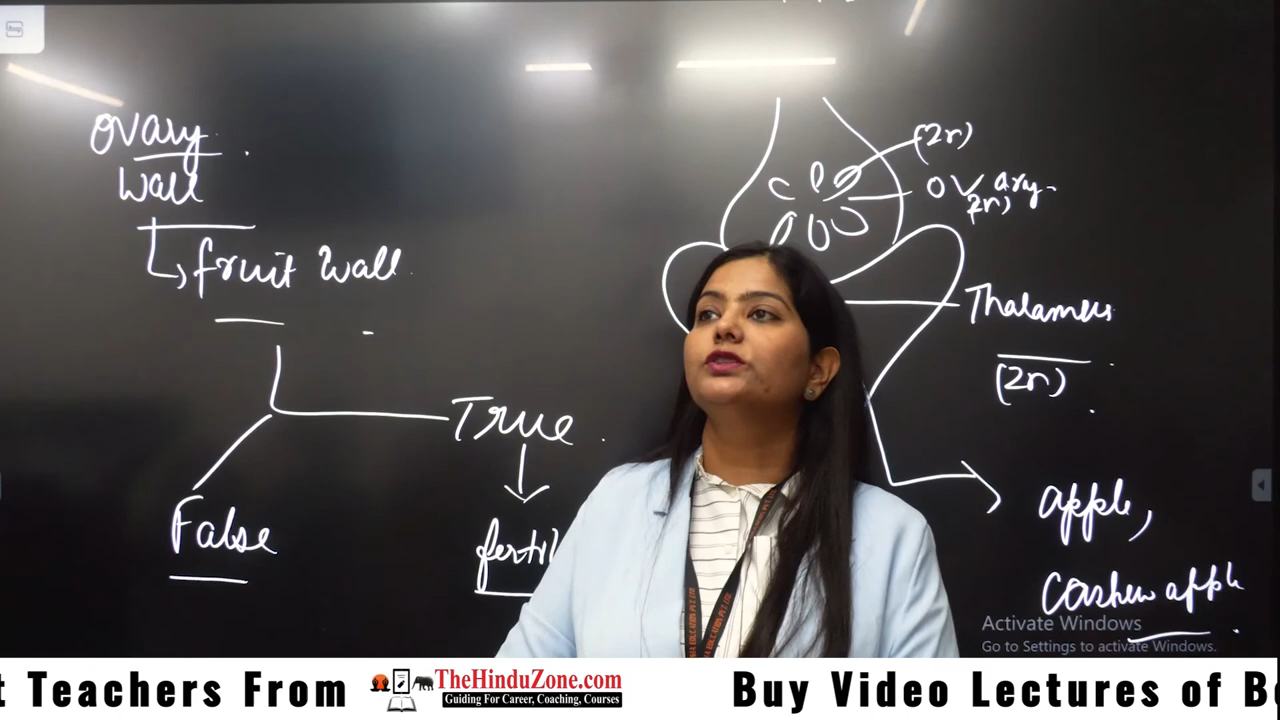 Ovary
Wall
fruit Wall
True
False
fertil
(2n)
Ovary
(2n)
Thalamus
(2n)
apple,
Cashew apple
Activate Windows
Go to Settings to activate Windows.
t Teachers From
TheHinduZone.com
Guiding For Career, Coaching, Courses
Buy Video Lectures of Be